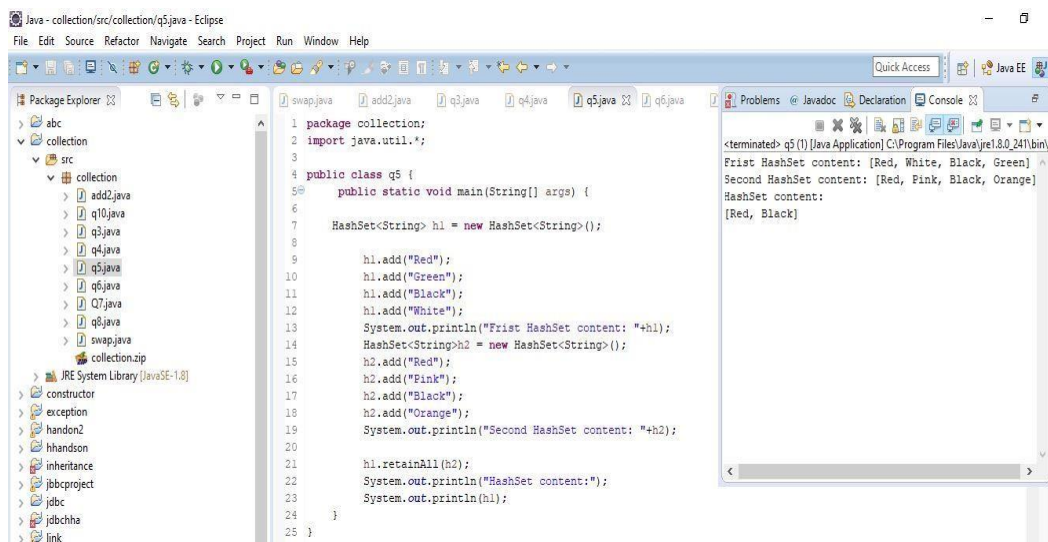 Java - collection/src/collection/q5.java - Eclipse
File Edit Source Refactor Navigate Search Project Run Window Help
Quick Access
Java EE
Package Explorer
abc
collection
src
collection
add2.java
q10.java
q3.java
q4.java
q5.java
q6.java
Q7.java
q8.java
swap.java
collection.zip
JRE System Library [JavaSE-1.8]
constructor
exception
handon2
hhandson
inheritance
jbbcproject
jdbc
jdbchha
link
swap.java add2.java q3.java q4.java q5.java q6.java
1 package collection;
2 import java.util.*;
3
4 public class q5 {
5 public static void main(String[] args) {
6
7 HashSet<String> h1 = new HashSet<String>();
8
9 h1.add("Red");
10 h1.add("Green");
11 h1.add("Black");
12 h1.add("White");
13 System.out.println("Frist HashSet content: "+h1);
14 HashSet<String>h2 = new HashSet<String>();
15 h2.add("Red");
16 h2.add("Pink");
17 h2.add("Black");
18 h2.add("Orange");
19 System.out.println("Second HashSet content: "+h2);
20
21 h1.retainAll(h2);
22 System.out.println("HashSet content:");
23 System.out.println(h1);
24 }
25 }
Problems @ Javadoc Declaration Console
<terminated> q5 (1) [Java Application] C:\Program Files\Java\jre1.8.0_241\bin\
Frist HashSet content: [Red, White, Black, Green]
Second HashSet content: [Red, Pink, Black, Orange]
HashSet content:
[Red, Black]